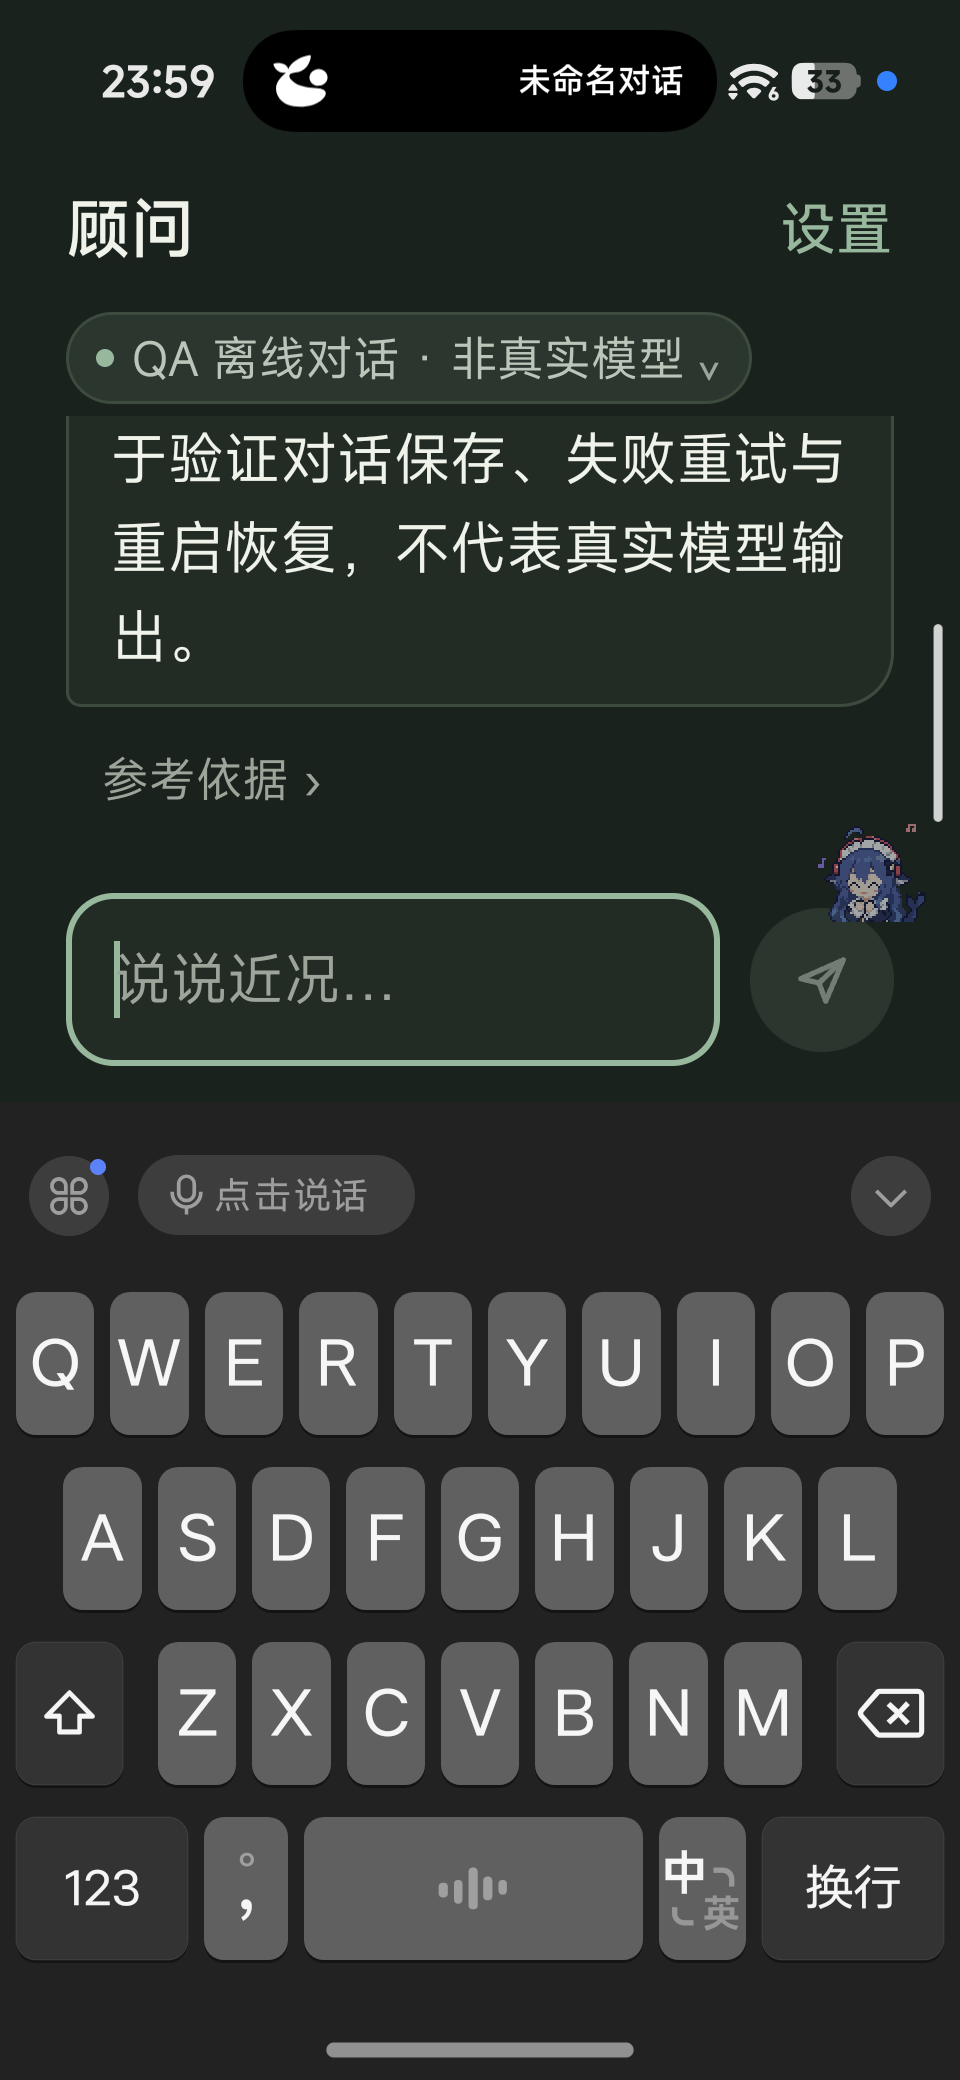 23:59
未命名对话
6
33
顾问
设置
QA 离线对话 · 非真实模型
于验证对话保存、失败重试与
重启恢复，不代表真实模型输
出。
参考依据 ›
说说近况...
点击说话
Q W E R T Y U I O P
A S D F G H J K L
Z X C V B N M
123
。
，
中
英
换行